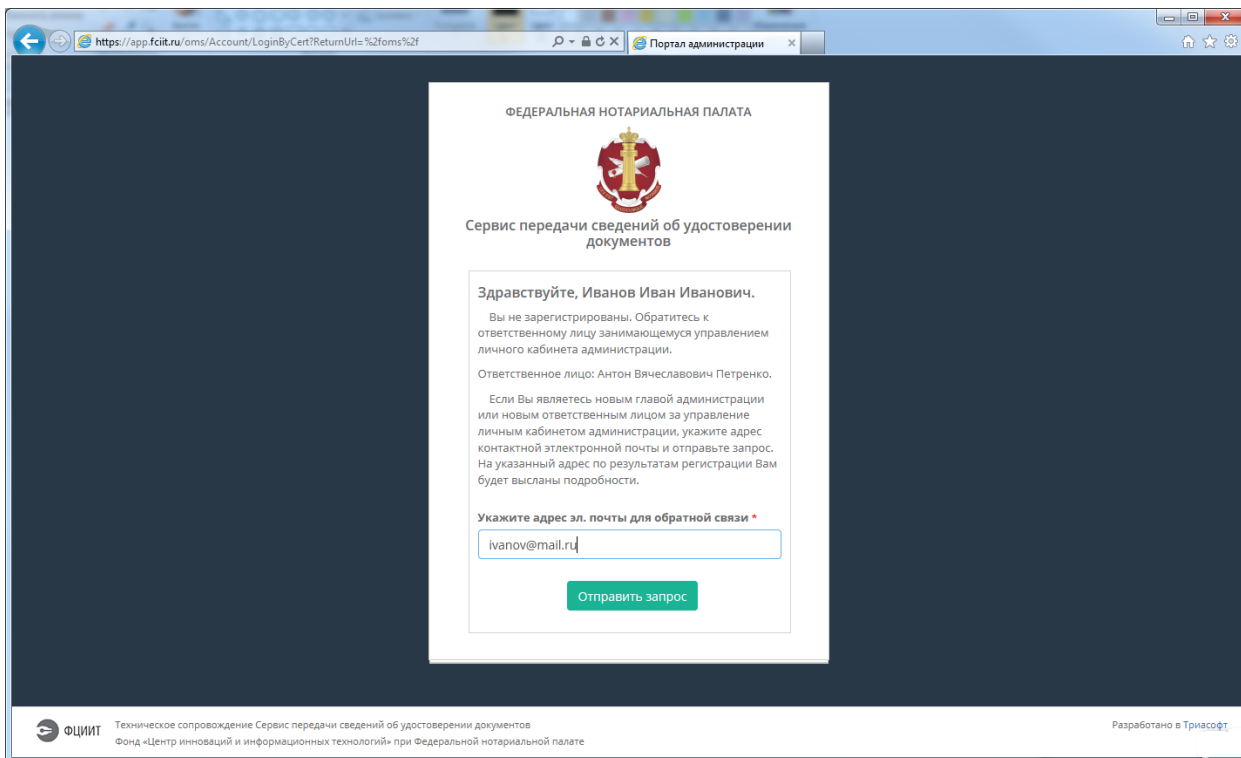 https://app.fciit.ru/oms/Account/LoginByCert?ReturnUrl=%2foms%2f
Портал администрации
ФЕДЕРАЛЬНАЯ НОТАРИАЛЬНАЯ ПАЛАТА
Сервис передачи сведений об удостоверении
документов
Здравствуйте, Иванов Иван Иванович.
Вы не зарегистрированы. Обратитесь к
ответственному лицу занимающемуся управлением
личного кабинета администрации.
Ответственное лицо: Антон Вячеславович Петренко.
Если Вы являетесь новым главой администрации
или новым ответственным лицом за управление
личным кабинетом администрации, укажите адрес
контактной этлектронной почты и отправьте запрос.
На указанный адрес по результатам регистрации Вам
будет высланы подробности.
Укажите адрес эл. почты для обратной связи *
ivanov@mail.ru
Отправить запрос
ФЦИИТ
Техническое сопровождение Сервис передачи сведений об удостоверении документов
Фонд «Центр инноваций и информационных технологий» при Федеральной нотариальной палате
Разработано в Триасофт